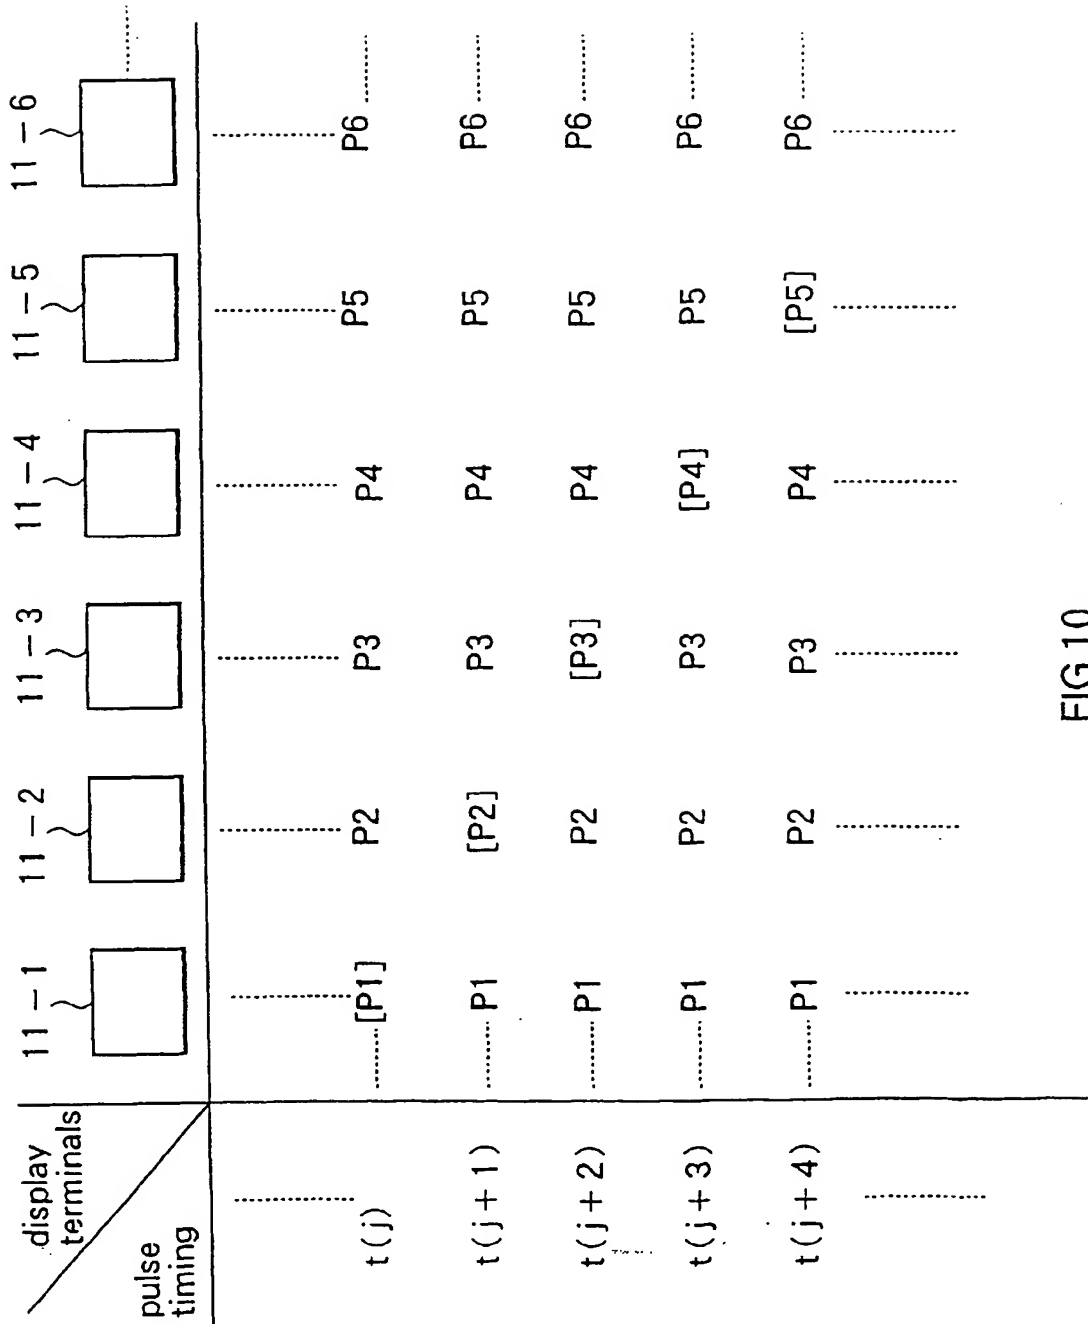 display terminals 11-1 11-2 11-3 11-4 11-5 11-6
pulse timing
t(j) [P1] P2 P3 P4 P5 P6
t(j+1) P1 [P2] P3 P4 P5 P6
t(j+2) P1 P2 [P3] P4 P5 P6
t(j+3) P1 P2 P3 [P4] P5 P6
t(j+4) P1 P2 P3 P4 [P5] P6
FIG.10